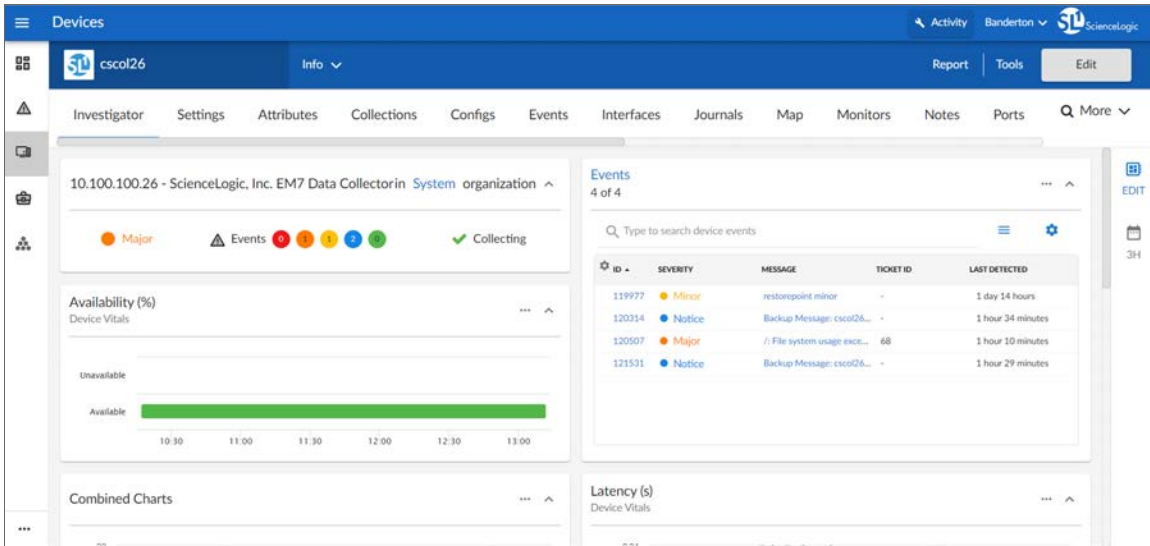 Devices
Activity
Banderton
SL ScienceLogic
SL cscol26
Info
Report
Tools
Edit
Investigator
Settings
Attributes
Collections
Configs
Events
Interfaces
Journals
Map
Monitors
Notes
Ports
More
10.100.100.26 - ScienceLogic, Inc. EM7 Data Collectorin System organization
Major
Events 0 1 1 2 0
Collecting
Availability (%)
Device Vitals
Unavailable
Available
10:30 11:00 11:30 12:00 12:30 13:00
Combined Charts
Events
4 of 4
Type to search device events
ID SEVERITY MESSAGE TICKET ID LAST DETECTED
119977 Minor restorepoint minor - 1 day 14 hours
120314 Notice Backup Message: cscol26... - 1 hour 34 minutes
120507 Major /: File system usage exce... 68 1 hour 10 minutes
121531 Notice Backup Message: cscol26... - 1 hour 29 minutes
Latency (s)
Device Vitals
EDIT
3H